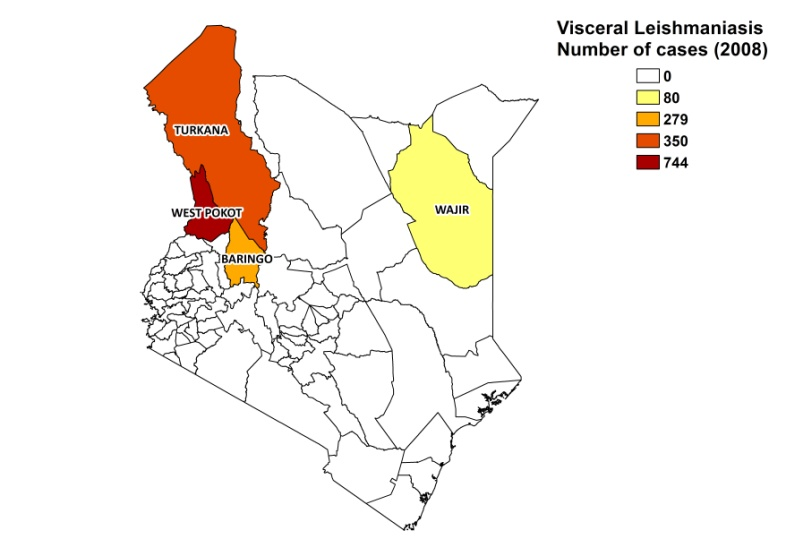 Visceral Leishmaniasis
Number of cases (2008)
0
80
279
350
744
TURKANA
WEST POKOT
WAJIR
BARINGO